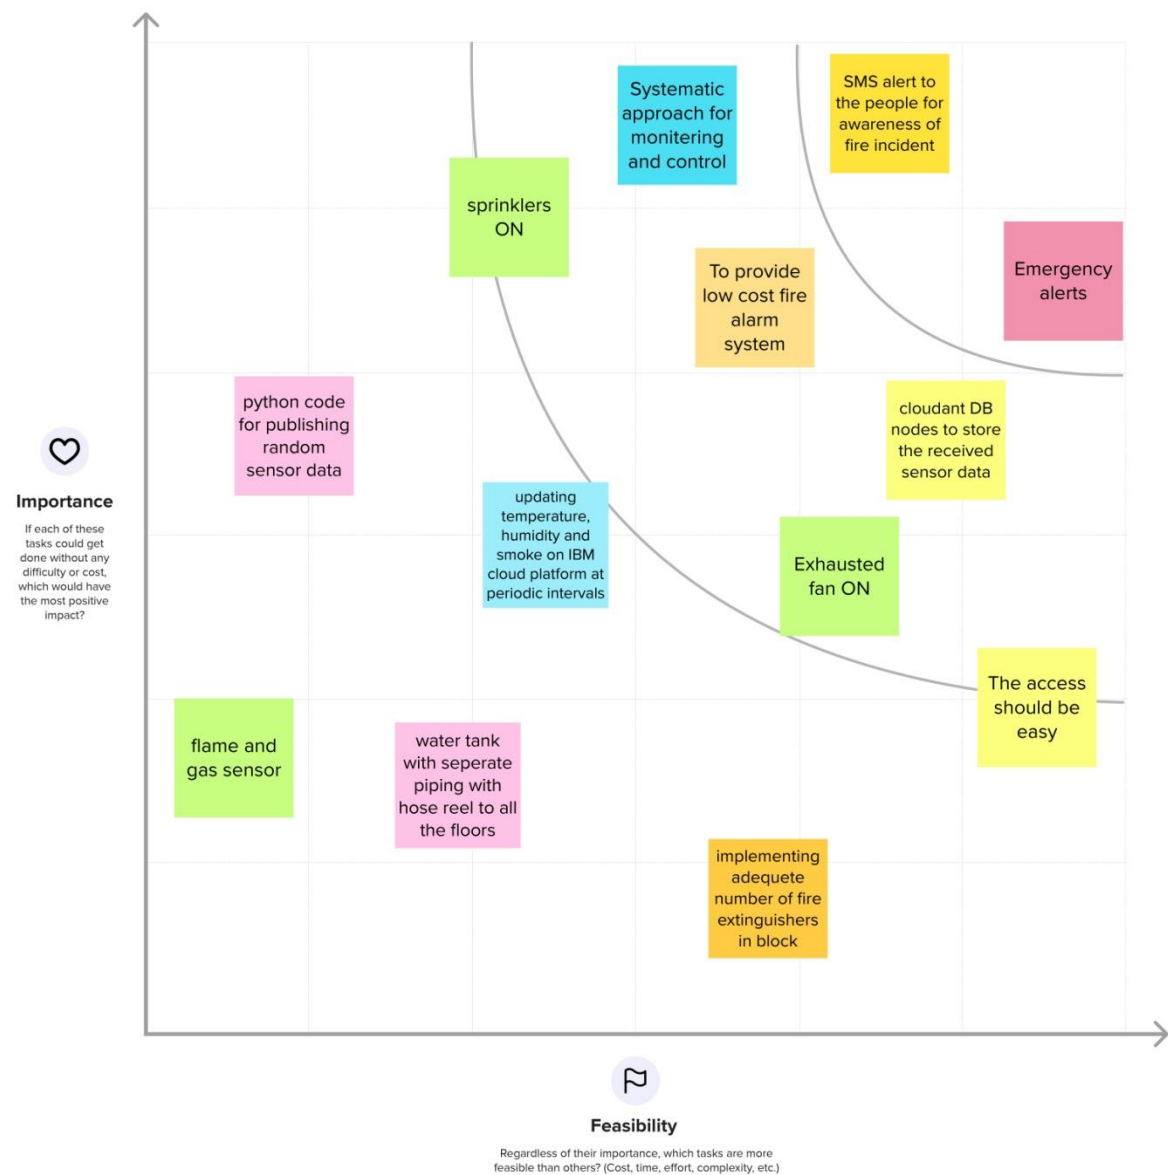 SMS alert to
the people for
awareness of
fire incident
Systematic
approach for
monitering
and control
sprinklers
ON
Emergency
alerts
To provide
low cost fire
alarm
system
python code
for publishing
random
sensor data
cloudant DB
nodes to store
the received
sensor data
Importance
If each of these
tasks could get
done without any
difficulty or cost,
which would have
the most positive
impact?
updating
temperature,
humidity and
smoke on IBM
cloud platform at
periodic intervals
Exhausted
fan ON
The access
should be
easy
flame and
gas sensor
water tank
with seperate
piping with
hose reel to all
the floors
implementing
adequete
number of fire
extinguishers
in block
Feasibility
Regardless of their importance, which tasks are more
feasible than others? (Cost, time, effort, complexity, etc.)